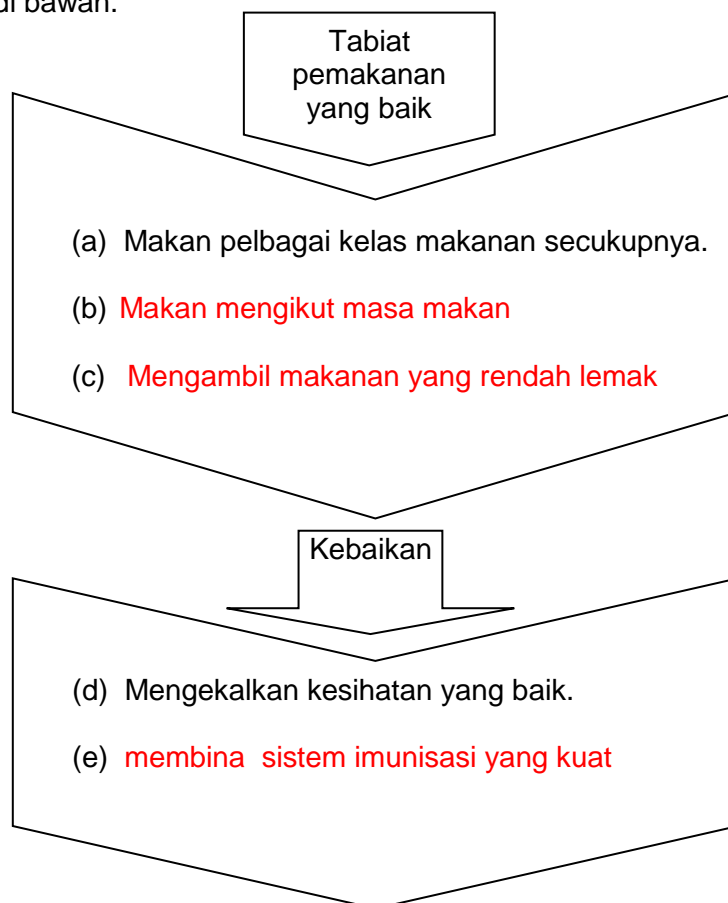 di bawah.
Tabiat
pemakanan
yang baik
(a) Makan pelbagai kelas makanan secukupnya.
(b) Makan mengikut masa makan
(c) Mengambil makanan yang rendah lemak
Kebaikan
(d) Mengekalkan kesihatan yang baik.
(e) membina sistem imunisasi yang kuat